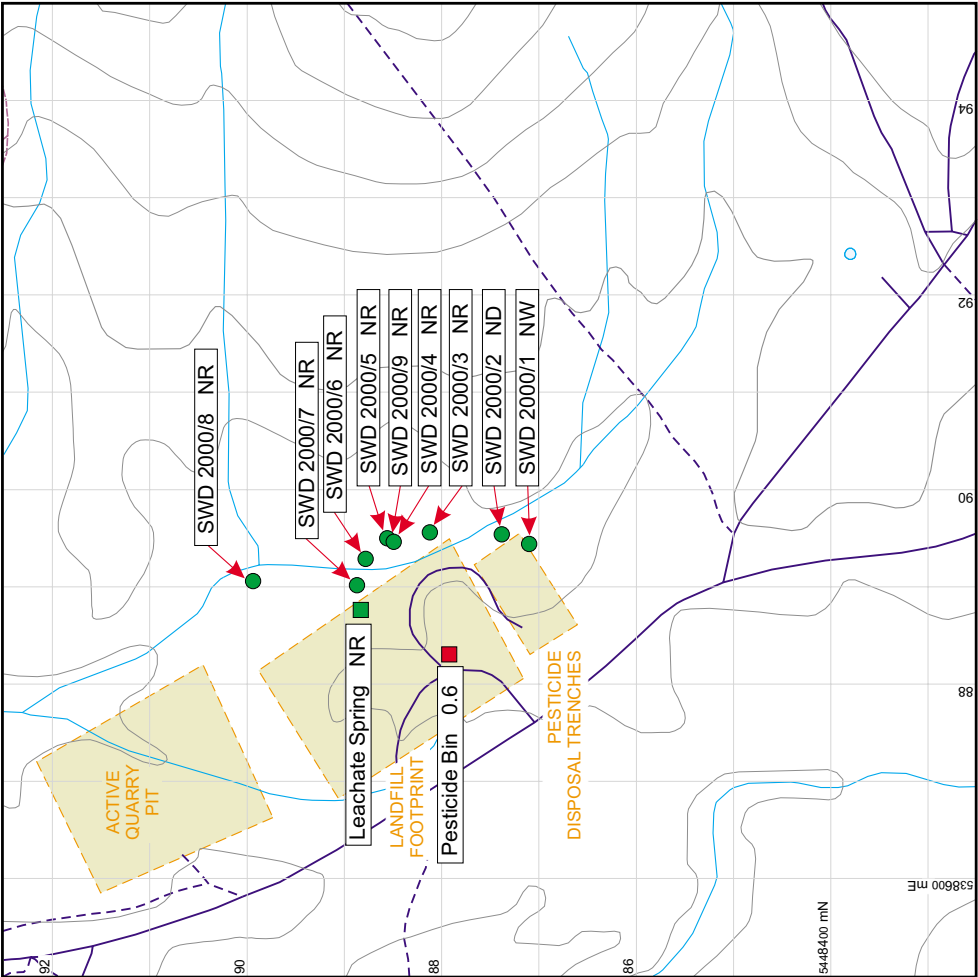 SWD 2000/8 NR
SWD 2000/7 NR
SWD 2000/6 NR
SWD 2000/5 NR
SWD 2000/9 NR
SWD 2000/4 NR
SWD 2000/3 NR
SWD 2000/2 ND
SWD 2000/1 NW
Leachate Spring NR
Pesticide Bin 0.6
ACTIVE
QUARRY
PIT
LANDFILL
FOOTPRINT
PESTICIDE
DISPOSAL TRENCHES
92
90
88
86
5448400 mN
94
92
90
88
538600 mE